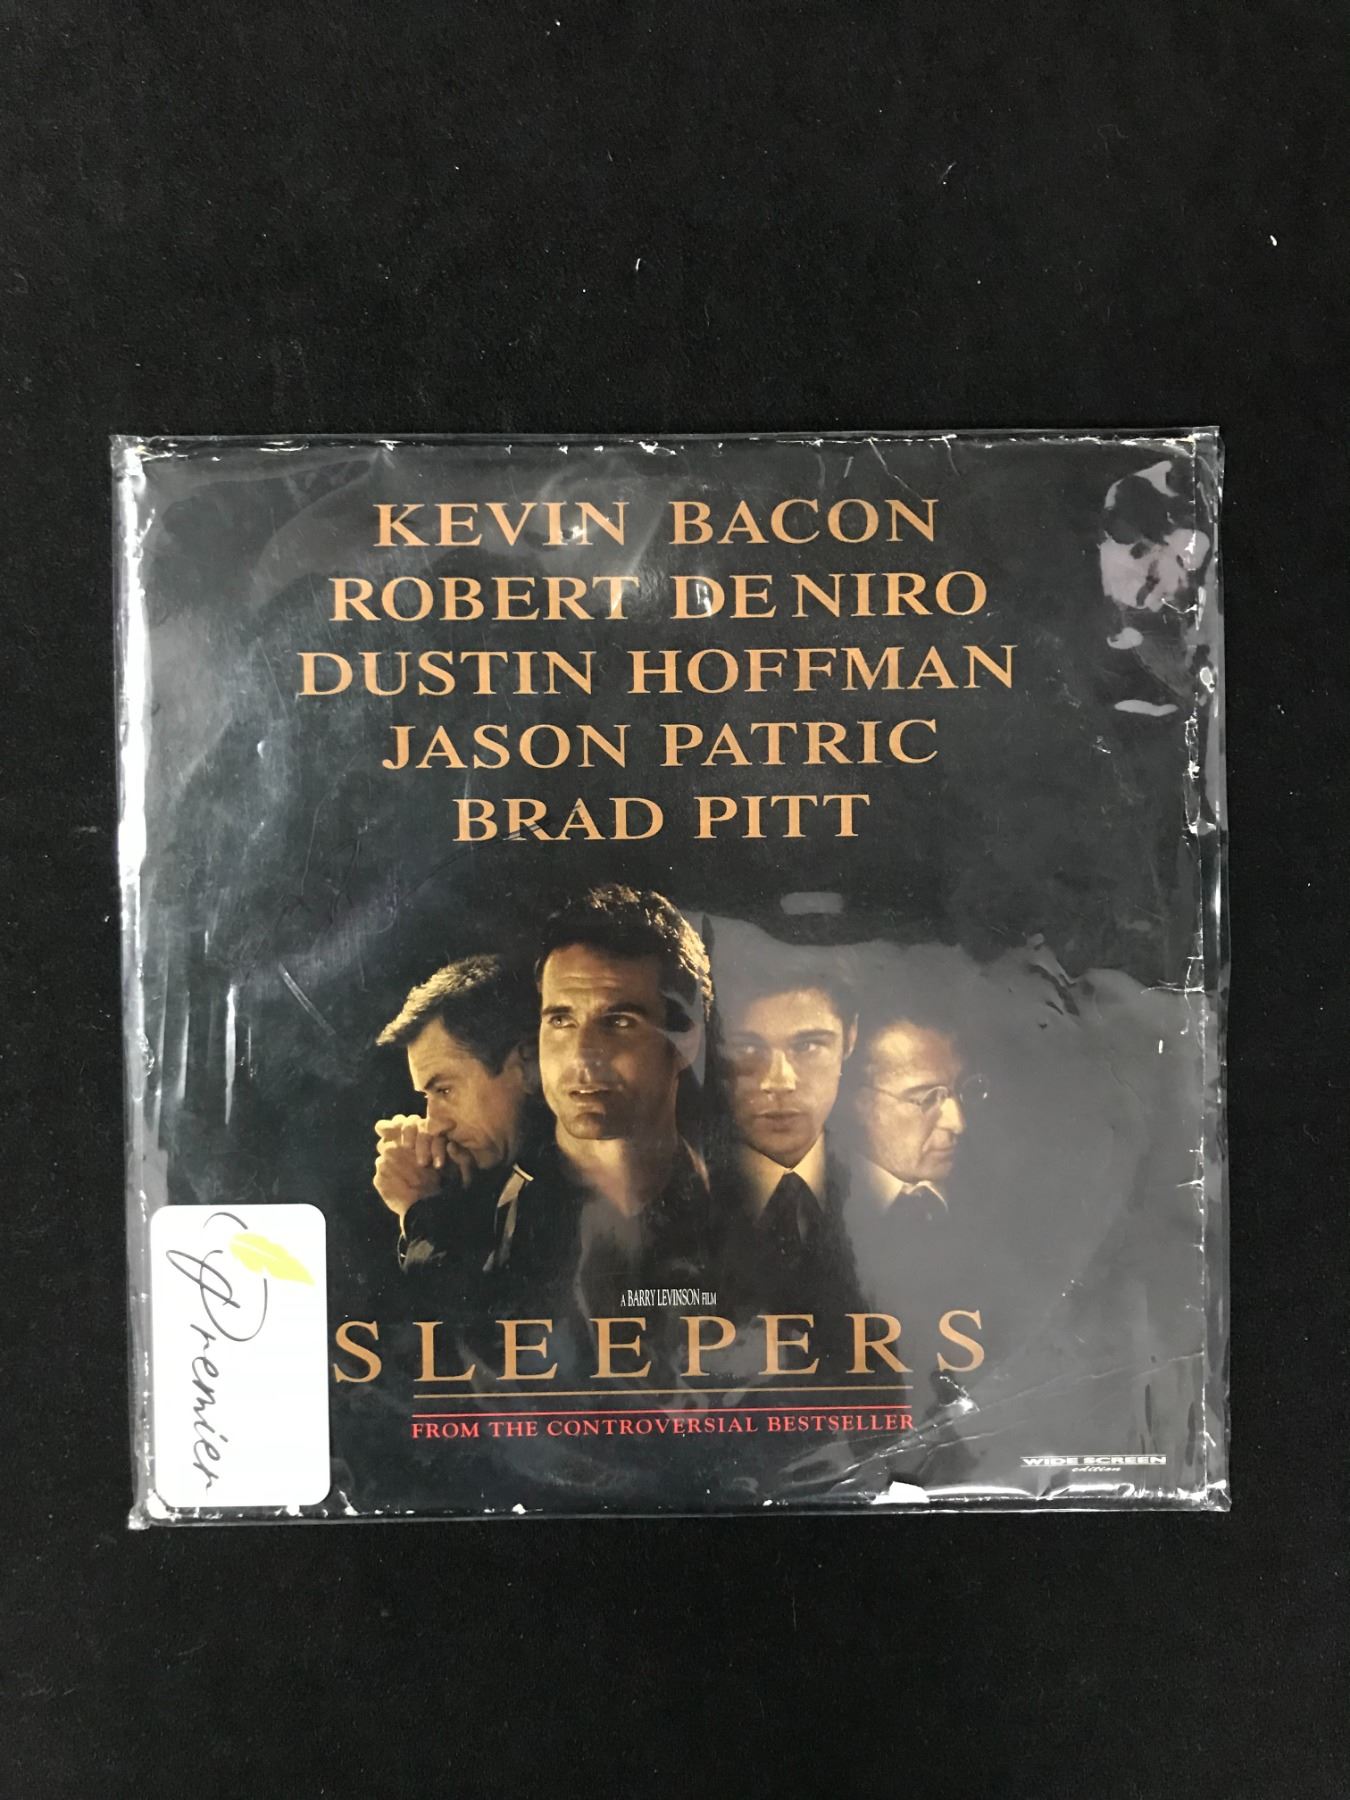 KEVIN BACON
ROBERT DE NIRO
DUSTIN HOFFMAN
JASON PATRIC
BRAD PITT
A BARRY LEVINSON FILM
SLEEPERS
FROM THE CONTROVERSIAL BESTSELLER
WIDE SCREEN
edition
Premier